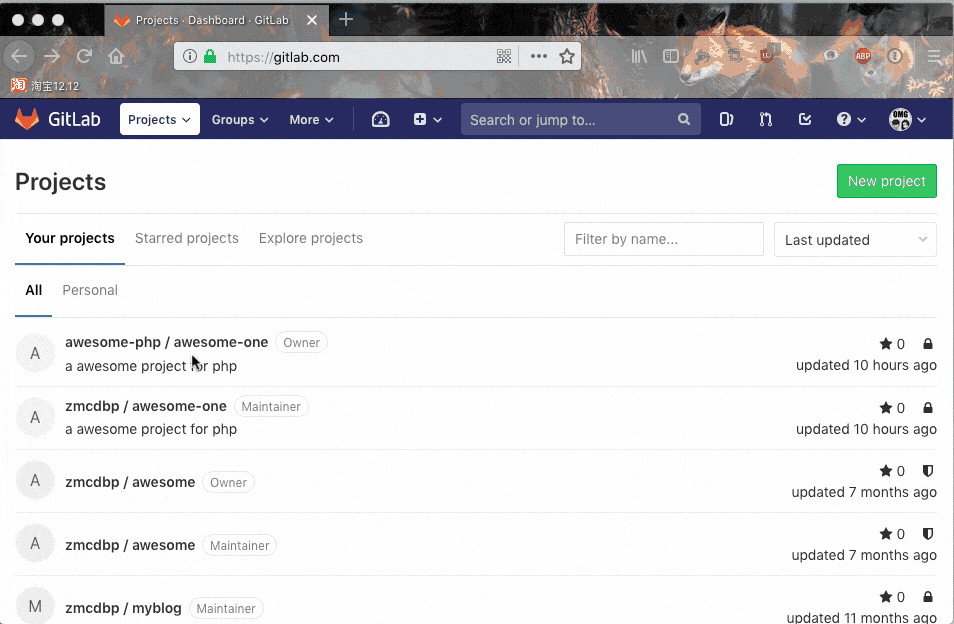 Projects · Dashboard · GitLab
https://gitlab.com
ABP
淘 淘宝12.12
GitLab Projects Groups More Search or jump to... ? OMG
Projects
New project
Your projects Starred projects Explore projects Filter by name... Last updated
All Personal
A awesome-php / awesome-one Owner 0
a awesome project for php updated 10 hours ago
A zmcdbp / awesome-one Maintainer 0
a awesome project for php updated 10 hours ago
A zmcdbp / awesome Owner 0
updated 7 months ago
A zmcdbp / awesome Maintainer 0
updated 7 months ago
M zmcdbp / myblog Maintainer 0
updated 11 months ago